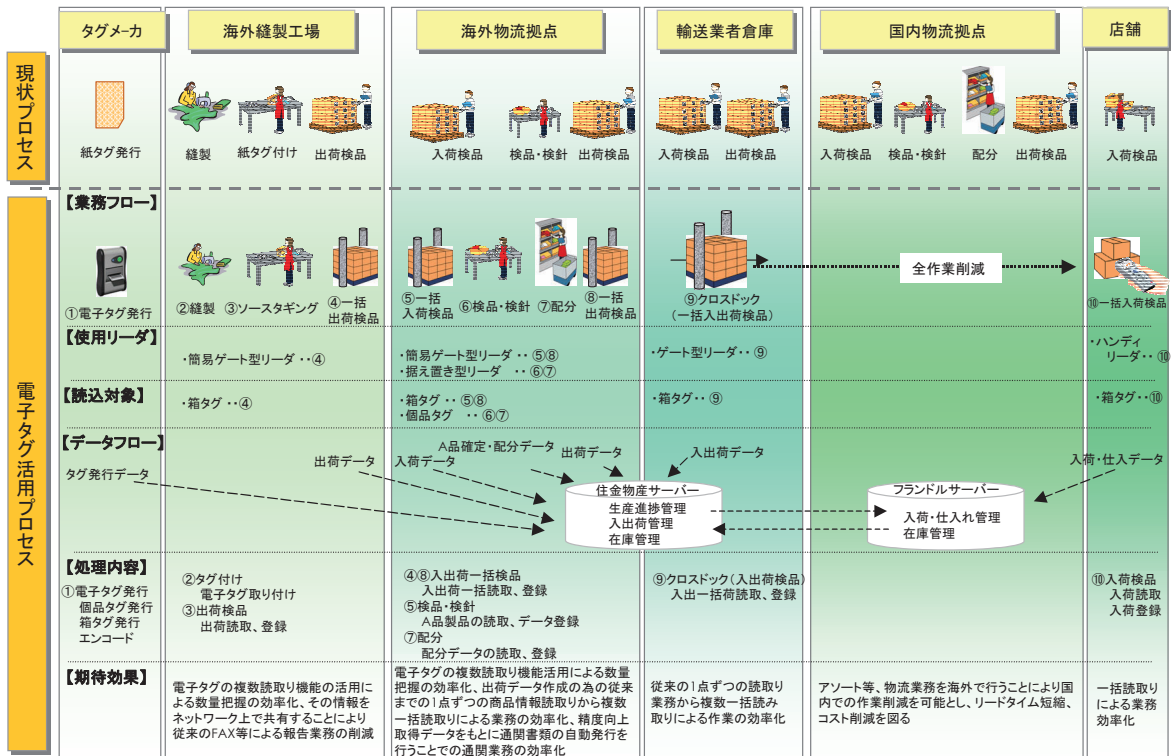 タグメーカ
海外縫製工場
海外物流拠点
輸送業者倉庫
国内物流拠点
店舗
現状プロセス
紙タグ発行
縫製
紙タグ付け
出荷検品
入荷検品
検品・検針
出荷検品
入荷検品
出荷検品
入荷検品
検品・検針
配分
出荷検品
入荷検品
電子タグ活用プロセス
【業務フロー】
①電子タグ発行
②縫製
③ソースタギング
④一括
出荷検品
⑤一括
入荷検品
⑥検品・検針
⑦配分
⑧一括
出荷検品
⑨クロスドック
(一括入出荷検品)
全作業削減
⑩一括入荷検品
【使用リーダ】
・簡易ゲート型リーダ・・④
・簡易ゲート型リーダ・・⑤⑧
・据え置き型リーダ ・・⑥⑦
・ゲート型リーダ・・⑨
・ハンディ
リーダ・・⑩
【読込対象】
・箱タグ・・④
・箱タグ・・⑤⑧
・個品タグ ・・⑥⑦
・箱タグ・・⑨
・箱タグ・・⑩
【データフロー】
タグ発行データ
出荷データ
入荷データ
A品確定・配分データ
出荷データ
入出荷データ
入荷・仕入データ
住金物産サーバー
生産進捗管理
入出荷管理
在庫管理
フランドルサーバー
入荷・仕入れ管理
在庫管理
【処理内容】
①電子タグ発行
個品タグ発行
箱タグ発行
エンコード
②タグ付け
電子タグ取り付け
③出荷検品
出荷読取、登録
④⑧入出荷一括検品
入出荷一括読取、登録
⑤検品・検針
A品製品の読取、データ登録
⑦配分
配分データの読取、登録
⑨クロスドック(入出荷検品)
入出一括荷読取、登録
⑩入荷検品
入荷読取
入荷登録
【期待効果】
電子タグの複数読取り機能の活用に
よる数量把握の効率化、その情報を
ネットワーク上で共有することにより
従来のFAX等による報告業務の削減
電子タグの複数読取り機能活用による数量
把握の効率化、出荷データ作成の為の従来
までの1点ずつの商品情報読取りから複数
一括読取りによる業務の効率化、精度向上
取得データをもとに通関書類の自動発行を
行うことでの通関業務の効率化
従来の1点ずつの読取り
業務から複数一括読み
取りによる作業の効率化
アソート等、物流業務を海外で行うことにより国
内での作業削減を可能とし、リードタイム短縮、
コスト削減を図る
一括読取り
による業務
効率化